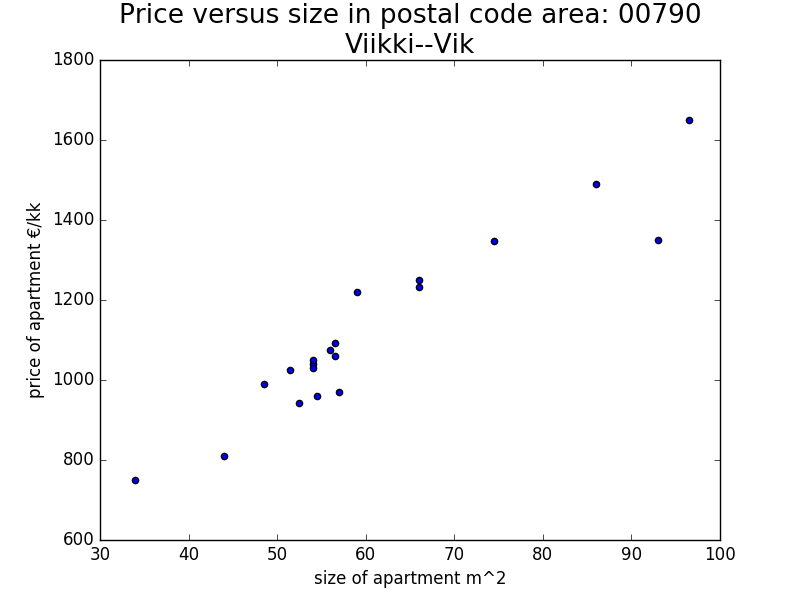 Price versus size in postal code area: 00790
Viikki--Vik
1800
1600
1400
1200
1000
800
600
price of apartment €/kk
30 40 50 60 70 80 90 100
size of apartment m^2